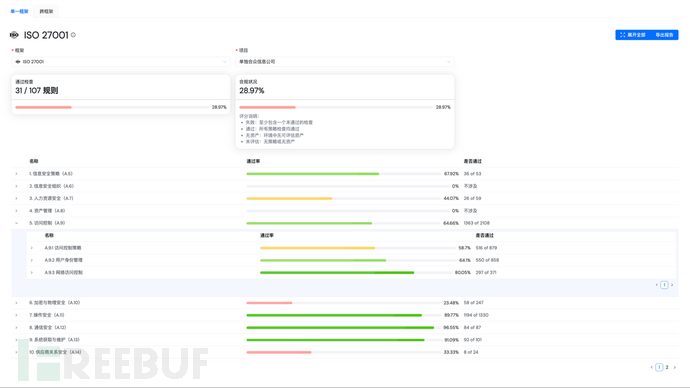 单一框架 跨框架
ISO 27001
展开全部 导出报告
* 框架 * 项目
ISO 27001 单独自众信息公司
通过检查 合规状况
31 / 107 规则 28.97%
28.97% 28.97%
评分说明:
失败: 至少包含一个未通过的检查
通过: 所有策略检查均通过
无资产: 环境中无可评估资产
未评估: 无策略或无资产
名称 通过率 是否通过
1. 信息安全策略 (A.5) 67.92% 36 of 53
2. 信息安全组织 (A.6) 0% 不涉及
3. 人力资源安全 (A.7) 44.07% 26 of 59
4. 资产管理 (A.8) 0% 不涉及
5. 访问控制 (A.9) 64.66% 1363 of 2108
名称 通过率 是否通过
A.9.1 访问控制策略 58.7% 516 of 879
A.9.2 用户身份管理 64.1% 550 of 858
A.9.3 网络访问控制 80.05% 297 of 371
1
6. 加密与物理安全 (A.10) 23.48% 58 of 247
7. 操作安全 (A.11) 89.77% 1194 of 1330
8. 通信安全 (A.12) 96.55% 84 of 87
9. 系统获取与维护 (A.13) 91.09% 92 of 101
10. 供应商关系安全 (A.14) 33.33% 8 of 24
1 2
FREEBUF